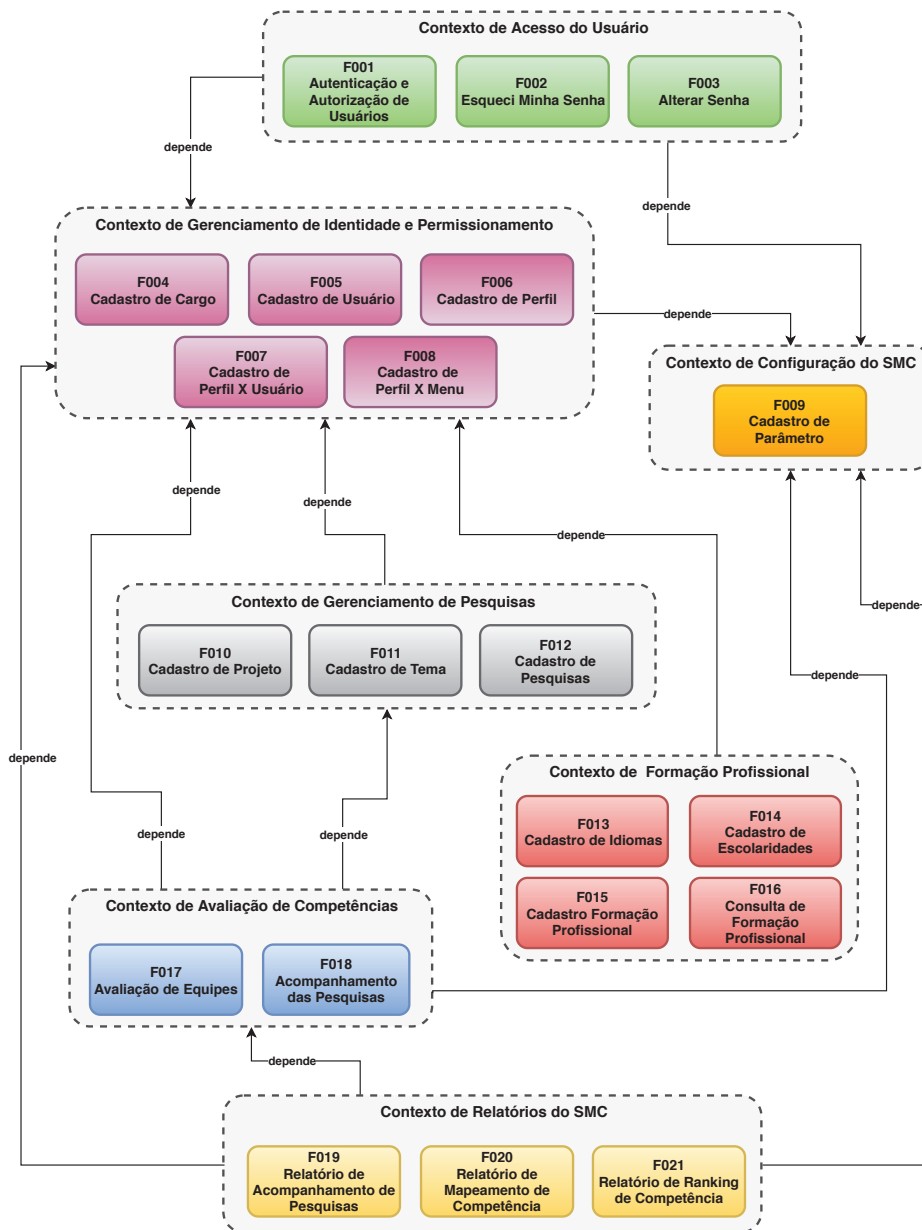 Contexto de Acesso do Usuário
F001
Autenticação e
Autorização de
Usuários
F002
Esqueci Minha Senha
F003
Alterar Senha
depende
depende
Contexto de Gerenciamento de Identidade e Permissionamento
F004
Cadastro de Cargo
F005
Cadastro de Usuário
F006
Cadastro de Perfil
F007
Cadastro de
Perfil X Usuário
F008
Cadastro de
Perfil X Menu
depende
Contexto de Configuração do SMC
F009
Cadastro de
Parâmetro
depende
depende
depende
depende
depende
Contexto de Gerenciamento de Pesquisas
F010
Cadastro de Projeto
F011
Cadastro de Tema
F012
Cadastro de
Pesquisas
depende
Contexto de  Formação Profissional
F013
Cadastro de Idiomas
F014
Cadastro de
Escolaridades
F015
Cadastro Formação
Profissional
F016
Consulta de
Formação
Profissional
depende
depende
Contexto de Avaliação de Competências
F017
Avaliação de Equipes
F018
Acompanhamento
das Pesquisas
depende
Contexto de Relatórios do SMC
F019
Relatório de
Acompanhamento de
Pesquisas
F020
Relatório de
Mapeamento de
Competência
F021
Relatório de Ranking
de Competência